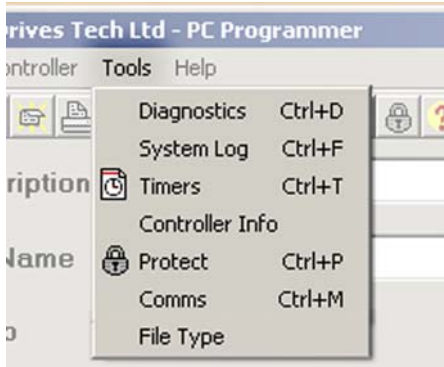 rives Tech Ltd - PC Programmer
ontroller Tools Help
Diagnostics Ctrl+D
System Log Ctrl+F
ription Timers Ctrl+T
Controller Info
Name Protect Ctrl+P
Comms Ctrl+M
File Type